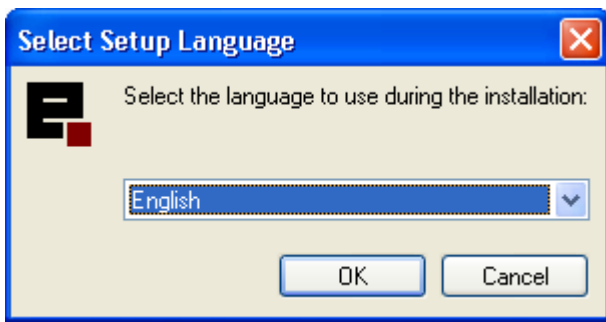 Select Setup Language
Select the language to use during the installation:
English
OK
Cancel